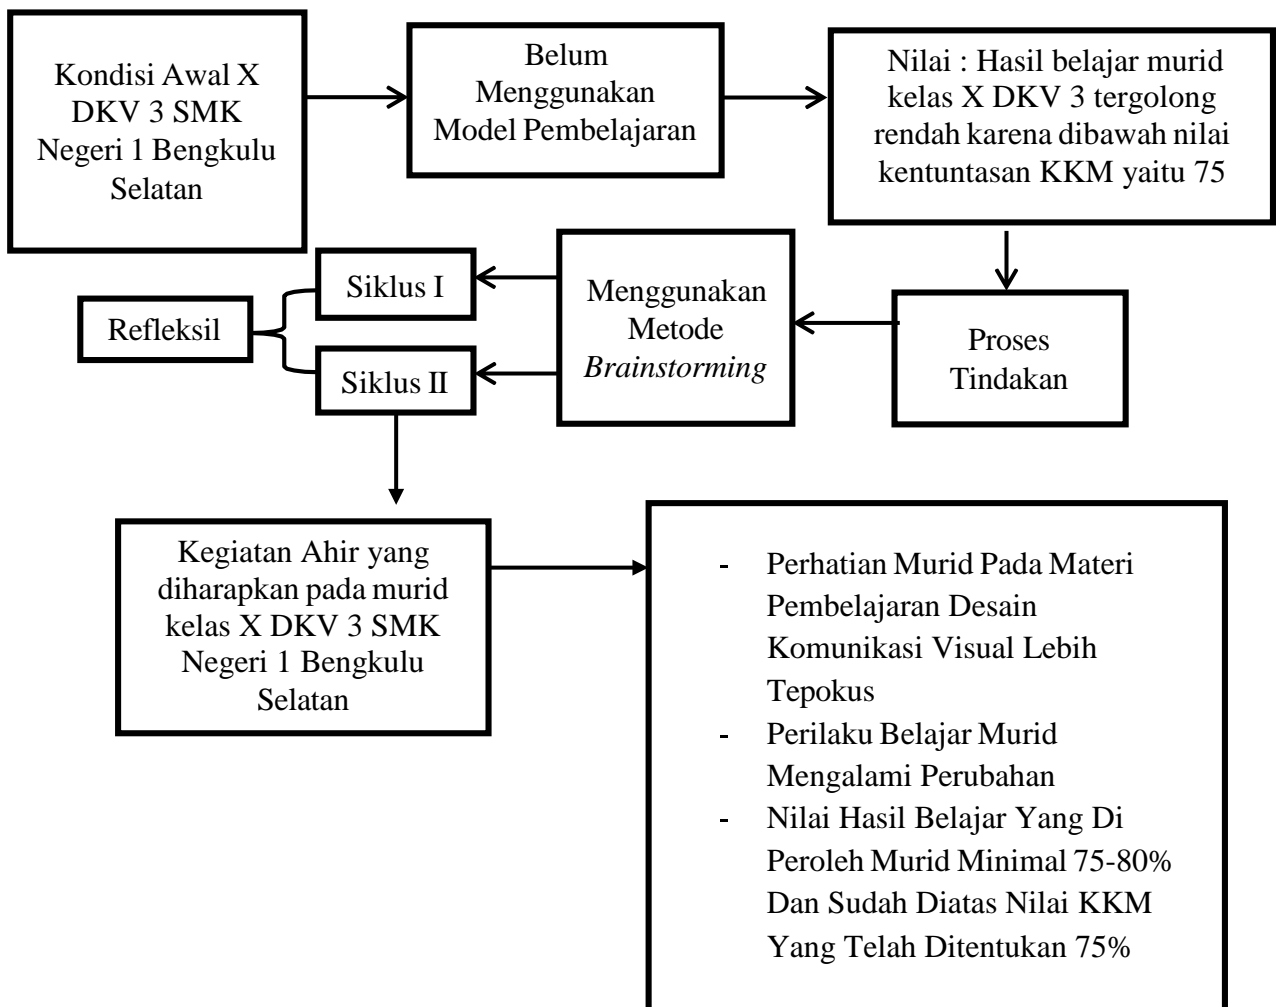 Kondisi Awal X
DKV 3 SMK
Negeri 1 Bengkulu
Selatan
Belum
Menggunakan
Model Pembelajaran
Nilai : Hasil belajar murid
kelas X DKV 3 tergolong
rendah karena dibawah nilai
kentuntasan KKM yaitu 75
Proses
Tindakan
Menggunakan
Metode
Brainstorming
Siklus I
Siklus II
Refleksil
Kegiatan Ahir yang
diharapkan pada murid
kelas X DKV 3 SMK
Negeri 1 Bengkulu
Selatan
- Perhatian Murid Pada Materi
Pembelajaran Desain
Komunikasi Visual Lebih
Tepokus
- Perilaku Belajar Murid
Mengalami Perubahan
- Nilai Hasil Belajar Yang Di
Peroleh Murid Minimal 75-80%
Dan Sudah Diatas Nilai KKM
Yang Telah Ditentukan 75%